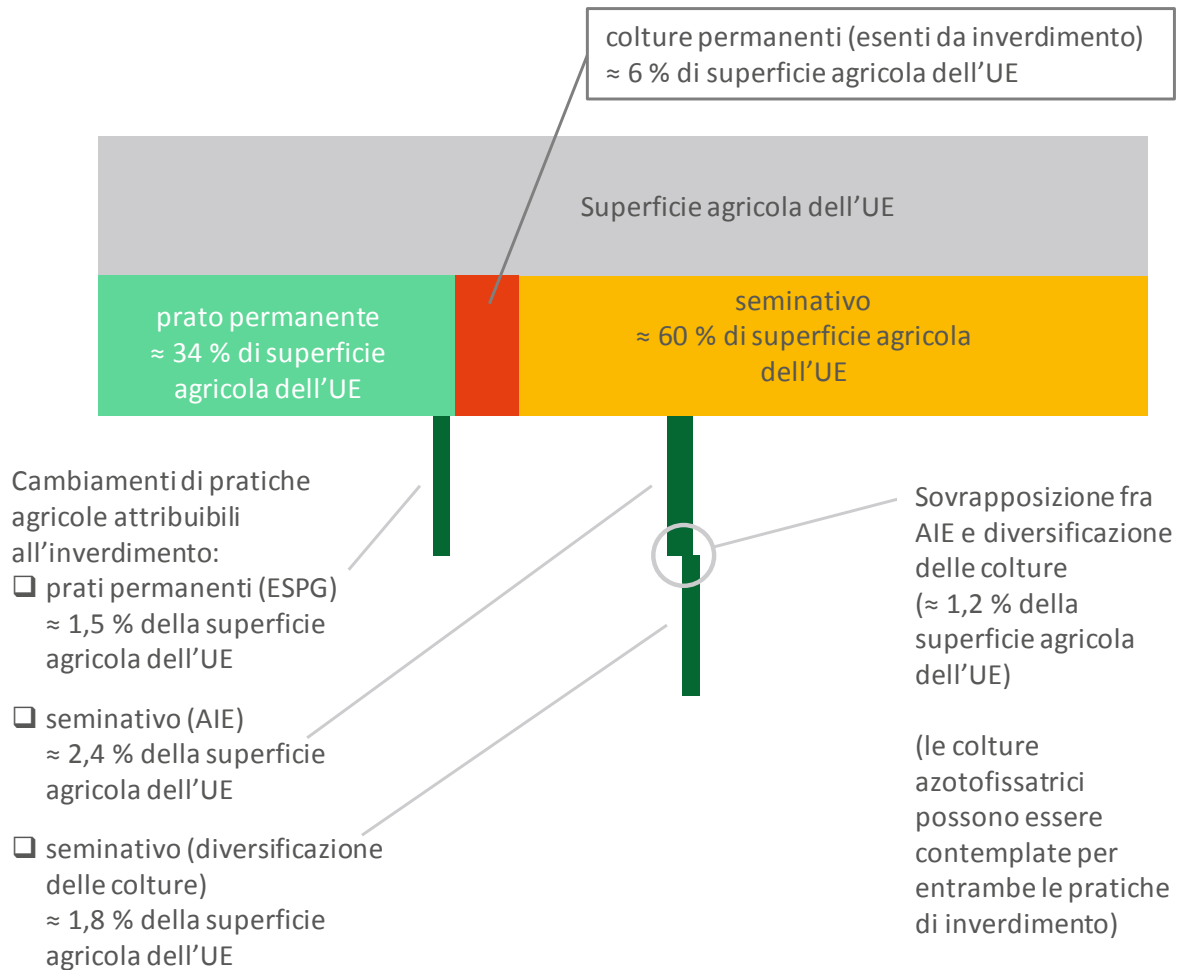 colture permanenti (esenti da inverdimento)
≈ 6 % di superficie agricola dell'UE
Superficie agricola dell'UE
prato permanente
≈ 34 % di superficie
agricola dell'UE
seminativo
≈ 60 % di superficie agricola
dell'UE
Cambiamenti di pratiche
agricole attribuibili
all'inverdimento:
❑ prati permanenti (ESPG)
≈ 1,5 % della superficie
agricola dell'UE
❑ seminativo (AIE)
≈ 2,4 % della superficie
agricola dell'UE
❑ seminativo (diversificazione
delle colture)
≈ 1,8 % della superficie
agricola dell'UE
Sovrapposizione fra
AIE e diversificazione
delle colture
(≈ 1,2 % della
superficie agricola
dell'UE)
(le colture
azotofissatrici
possono essere
contemplate per
entrambe le pratiche
di inverdimento)